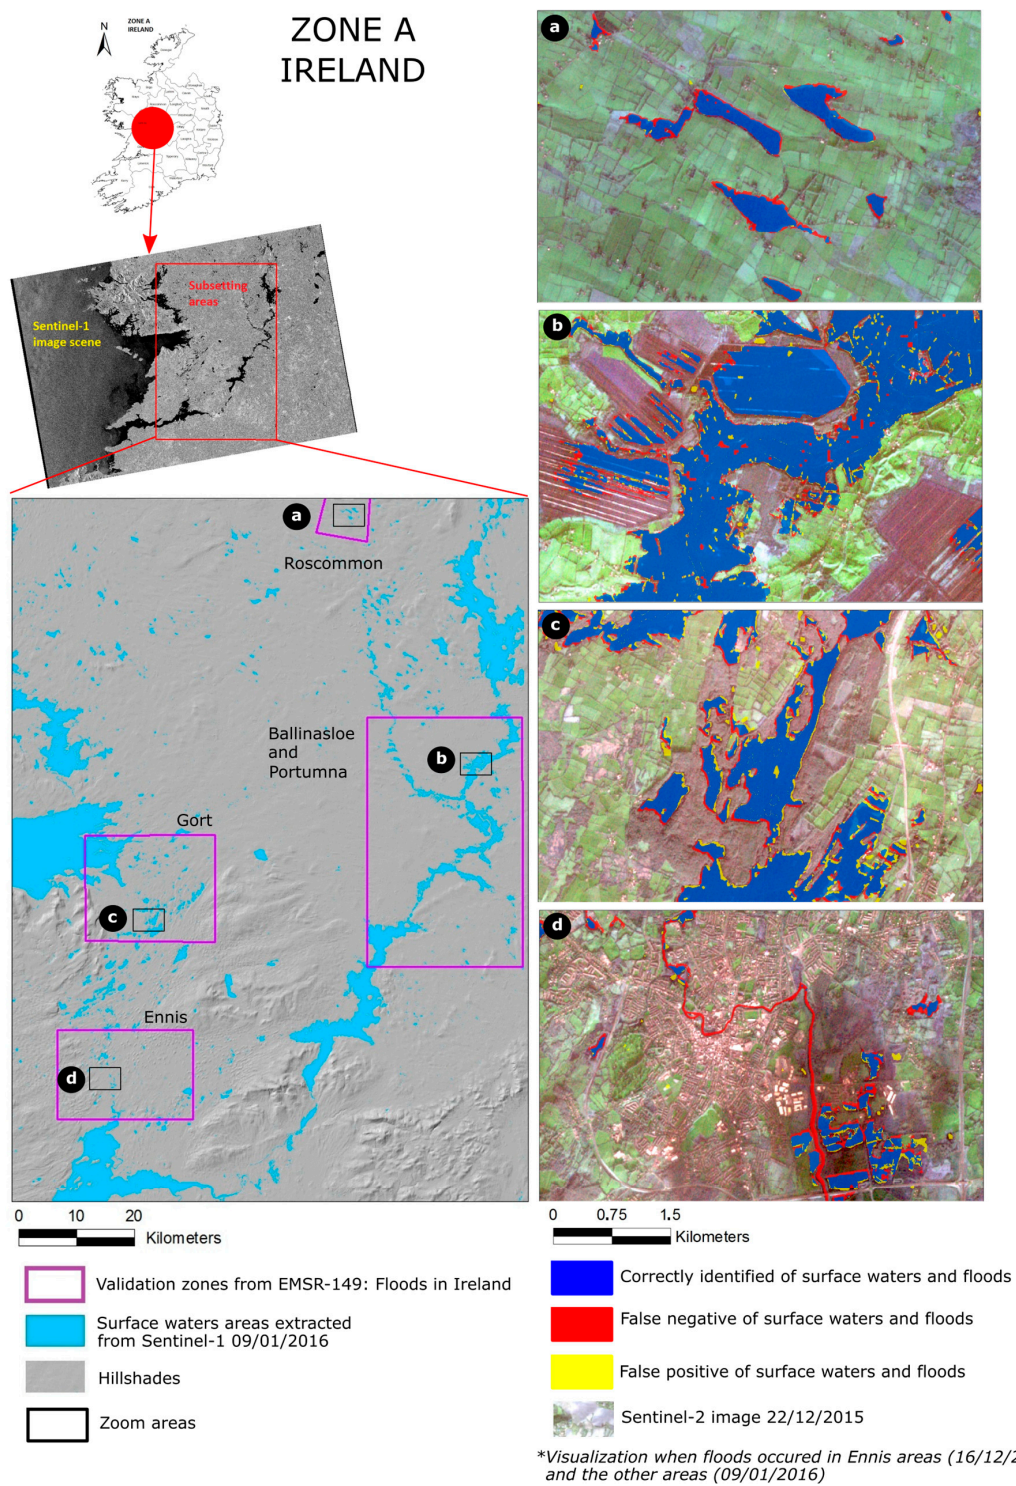 ZONE A
IRELAND
N
ZONE A
IRELAND
Sentinel-1
image scene
Subsetting
areas
a
Roscommon
Ballinasloe
and
Portumna
b
Gort
c
Ennis
d
0 10 20
Kilometers
Validation zones from EMSR-149: Floods in Ireland
Surface waters areas extracted
from Sentinel-1 09/01/2016
Hillshades
Zoom areas
a
b
c
d
0 0.75 1.5
Kilometers
Correctly identified of surface waters and floods
False negative of surface waters and floods
False positive of surface waters and floods
Sentinel-2 image 22/12/2015
*Visualization when floods occured in Ennis areas (16/12/2
and the other areas (09/01/2016)